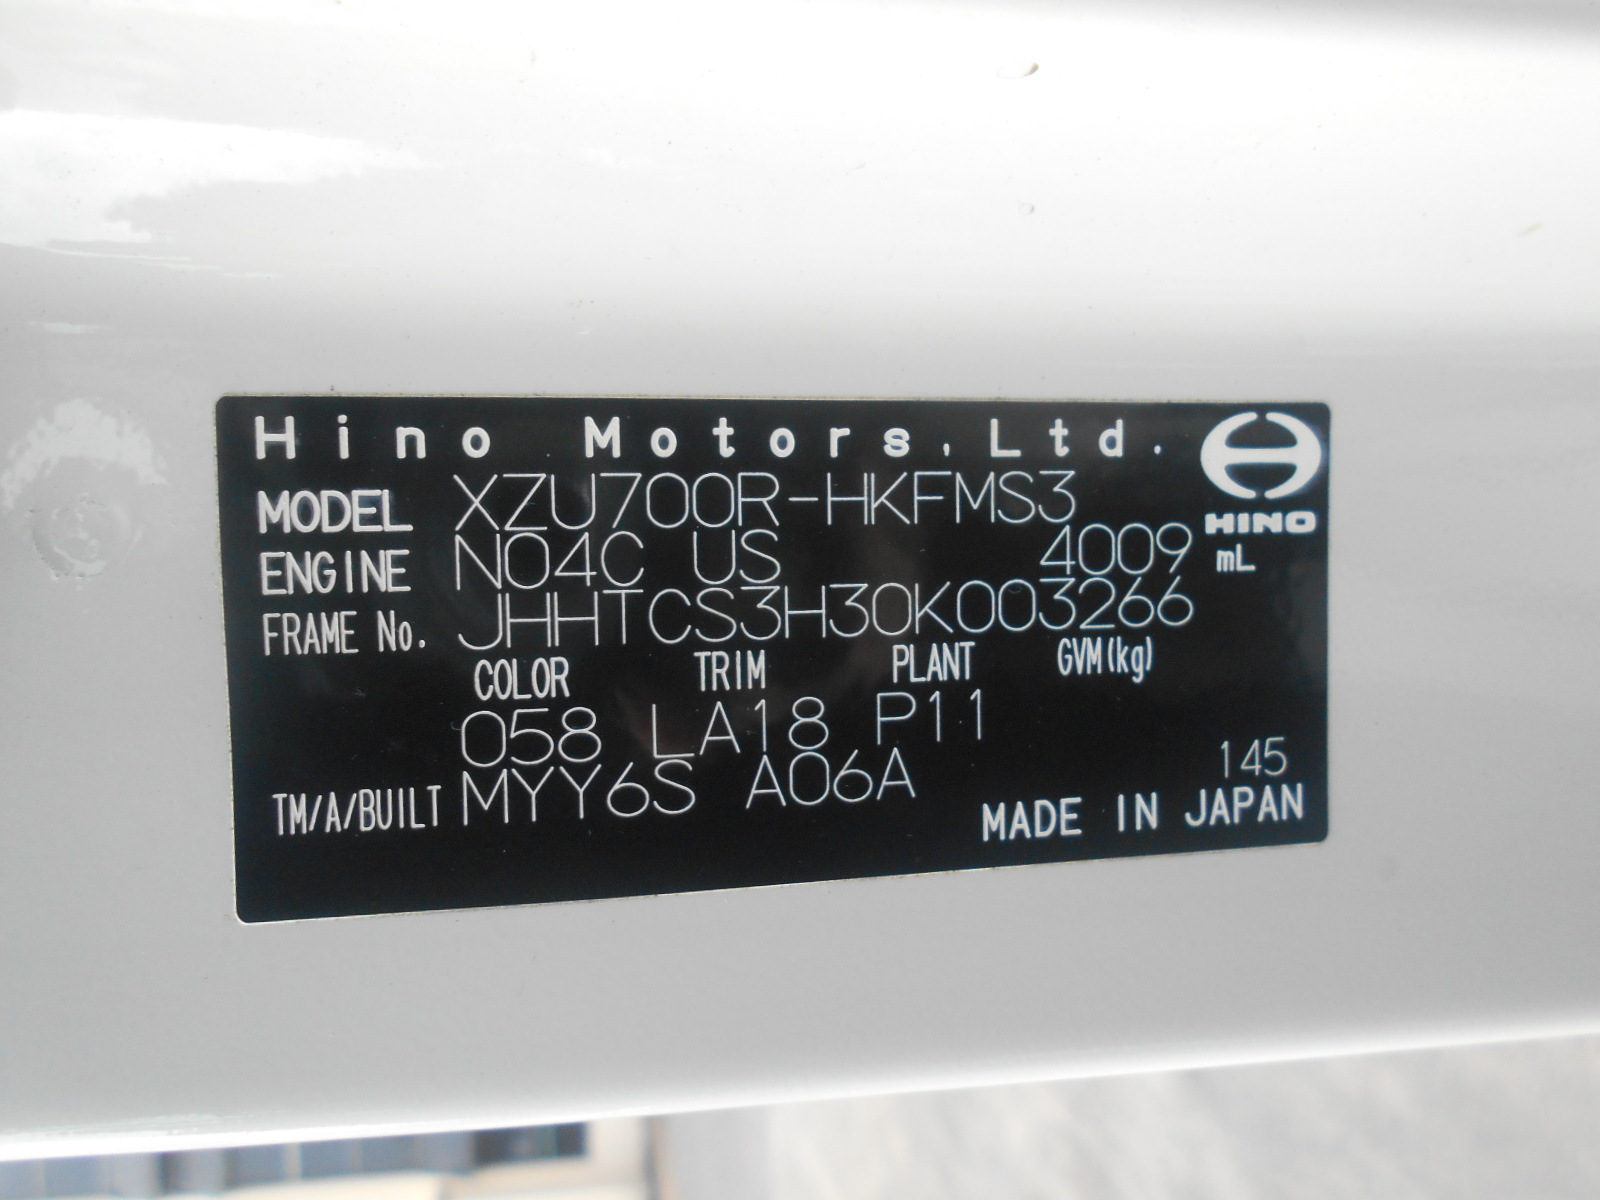 Hino Motors, Ltd.
HINO
MODEL XZU700R-HKFMS3
ENGINE N04C US 4009 mL
FRAME No. JHHTCS3H30K003266
COLOR TRIM PLANT GVM(kg)
058 LA18 P11
145
TM/A/BUILT MYY6S A06A
MADE IN JAPAN